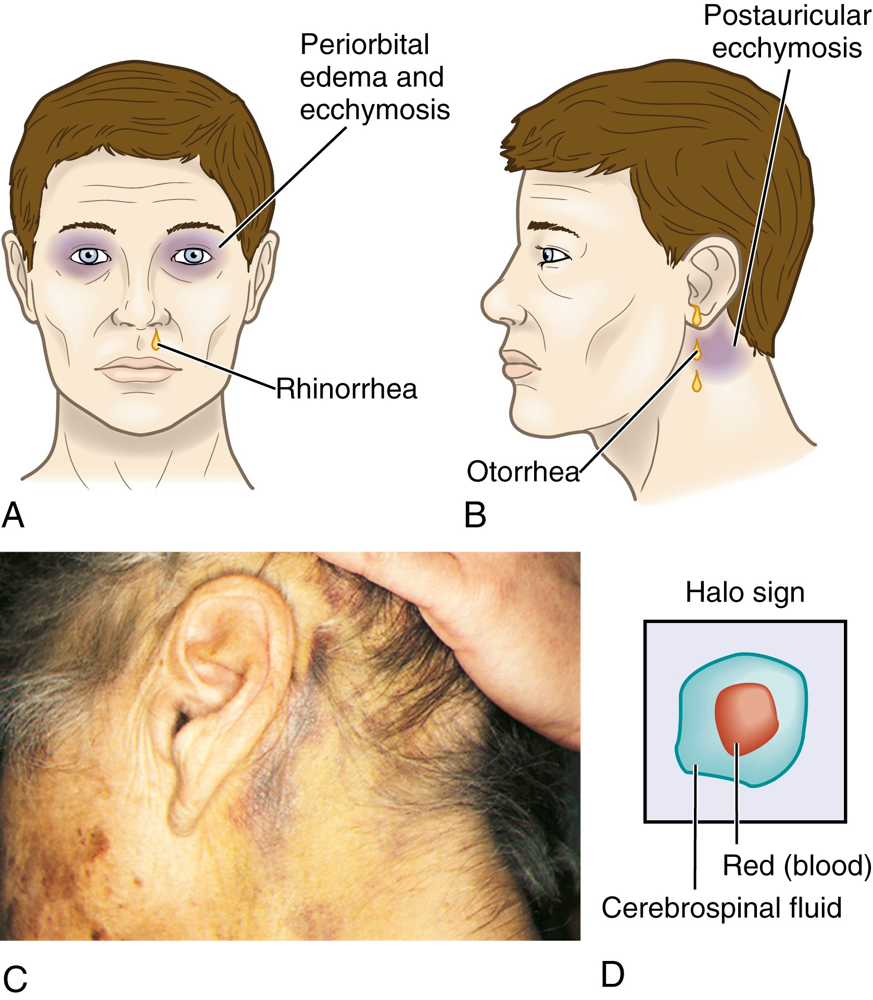 Periorbital
edema and
ecchymosis
Rhinorrhea
A
Postauricular
ecchymosis
Otorrhea
B
C
Halo sign
Red (blood)
Cerebrospinal fluid
D